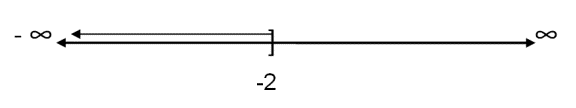 - ∞ ] ∞
-2